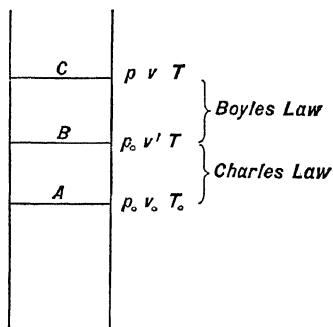 C p v T
Boyles Law
B p₀ v' T
Charles Law
A p₀ v₀ T₀